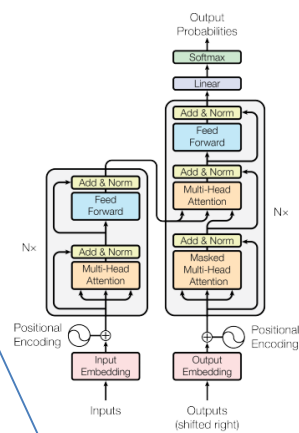 Output
Probabilities
Softmax
Linear
Add & Norm
Feed
Forward
Add & Norm
Multi-Head
Attention
Add & Norm
Masked
Multi-Head
Attention
Nx
Positional
Encoding
Output
Embedding
Outputs
(shifted right)
Add & Norm
Feed
Forward
Add & Norm
Multi-Head
Attention
Nx
Positional
Encoding
Input
Embedding
Inputs